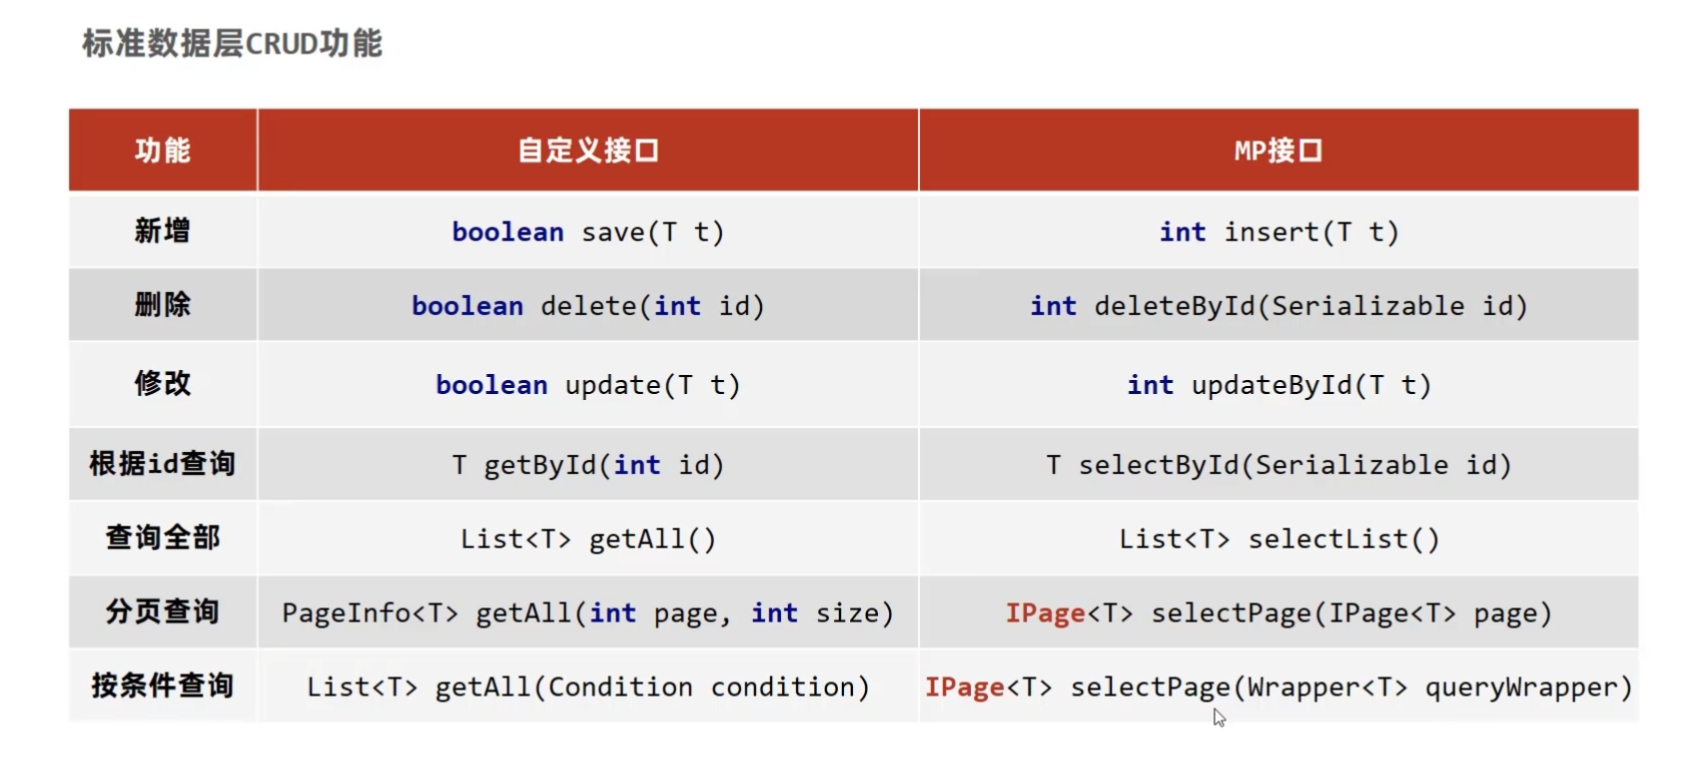 标准数据层CRUD功能
功能 自定义接口 MP接口
新增 boolean save(T t) int insert(T t)
删除 boolean delete(int id) int deleteById(Serializable id)
修改 boolean update(T t) int updateById(T t)
根据id查询 T getById(int id) T selectById(Serializable id)
查询全部 List<T> getAll() List<T> selectList()
分页查询 PageInfo<T> getAll(int page, int size) IPage<T> selectPage(IPage<T> page)
按条件查询 List<T> getAll(Condition condition) IPage<T> selectPage(Wrapper<T> queryWrapper)